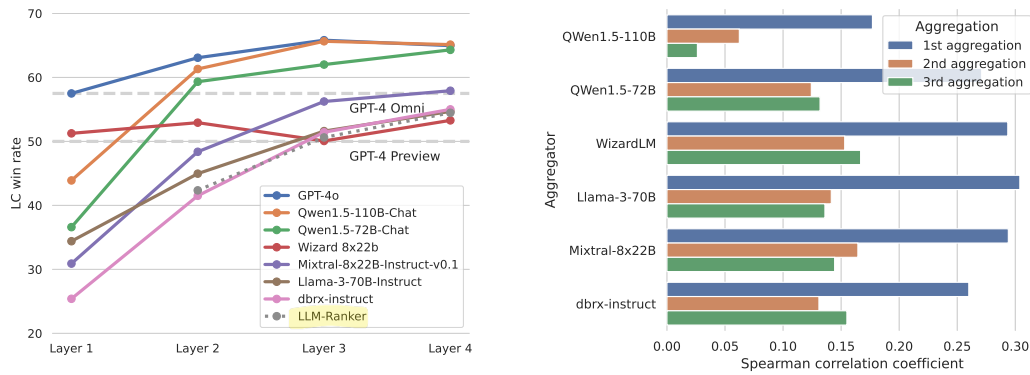 70
60
50
40
30
20
LC win rate
GPT-4 Omni
GPT-4 Preview
GPT-4o
Qwen1.5-110B-Chat
Qwen1.5-72B-Chat
Wizard 8x22b
Mixtral-8x22B-Instruct-v0.1
Llama-3-70B-Instruct
dbrx-instruct
LLM-Ranker
Layer 1 Layer 2 Layer 3 Layer 4
Aggregator
QWen1.5-110B
QWen1.5-72B
WizardLM
Llama-3-70B
Mixtral-8x22B
dbrx-instruct
Aggregation
1st aggregation
2nd aggregation
3rd aggregation
0.00 0.05 0.10 0.15 0.20 0.25 0.30
Spearman correlation coefficient